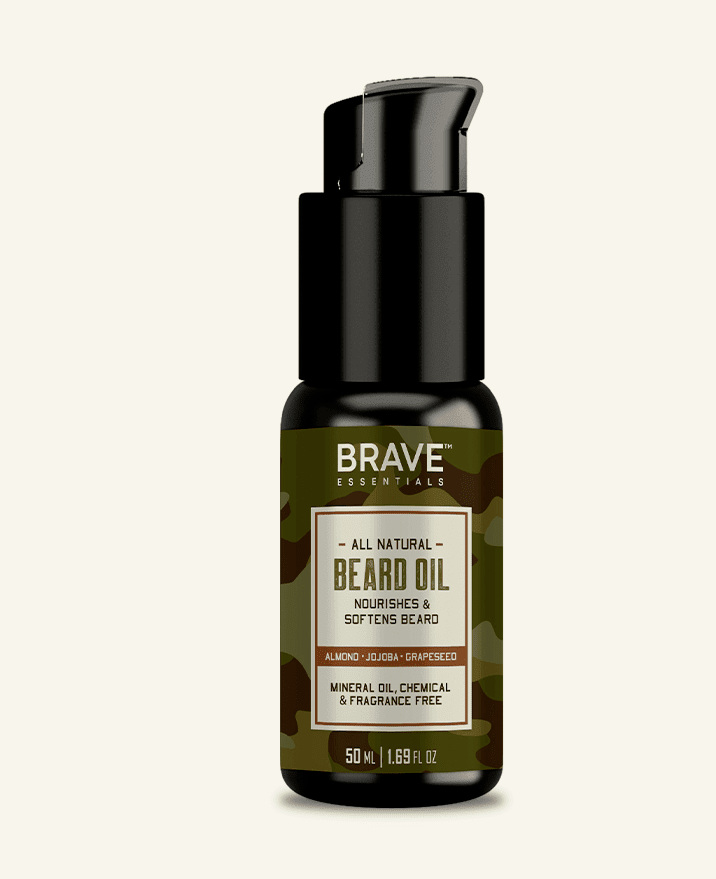 BRAVE™
ESSENTIALS
- ALL NATURAL -
BEARD OIL
NOURISHES &
SOFTENS BEARD
ALMOND • JOJOBA • GRAPESEED
MINERAL OIL, CHEMICAL
& FRAGRANCE FREE
50 ML | 1.69 FL OZ